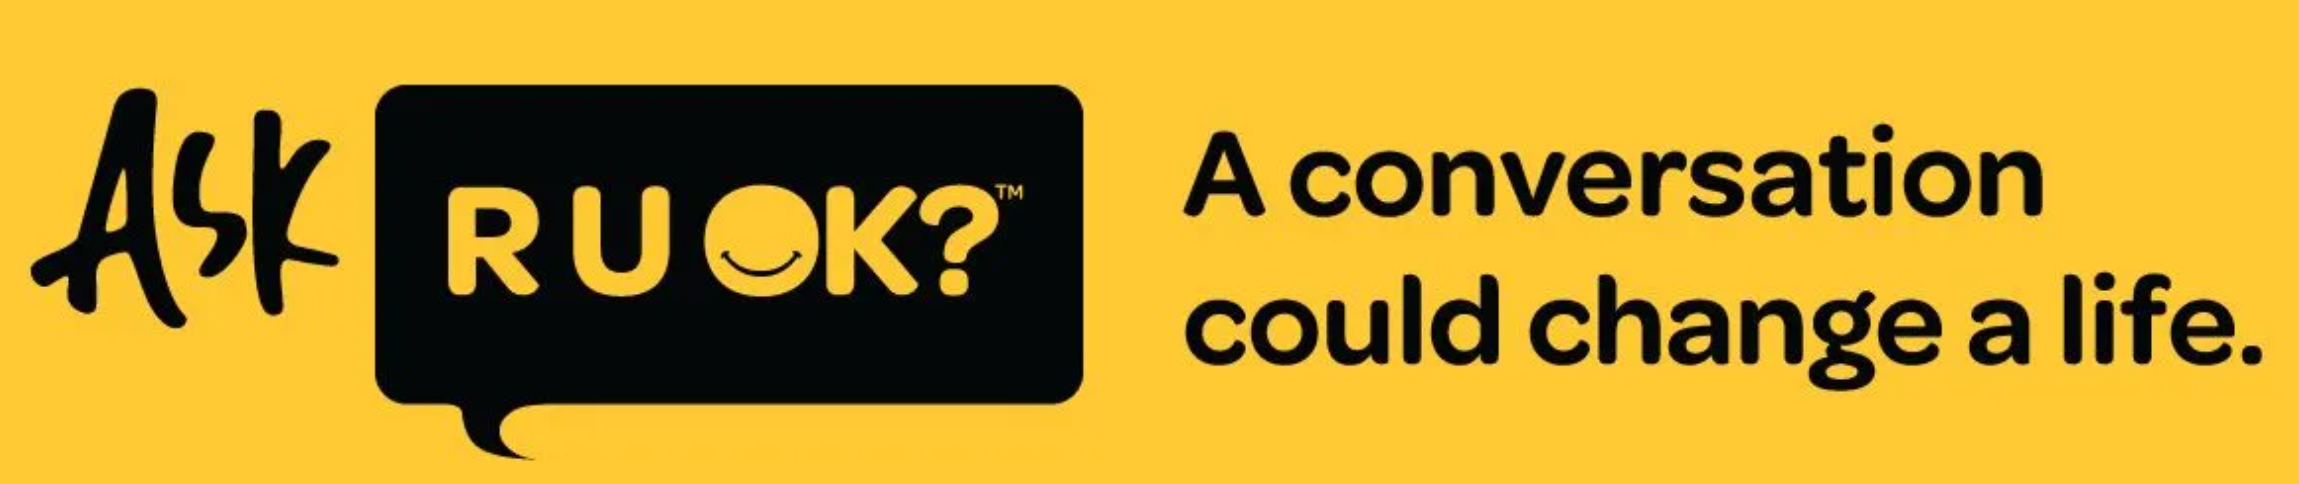 Ask
R U OK?™
A conversation
could change a life.